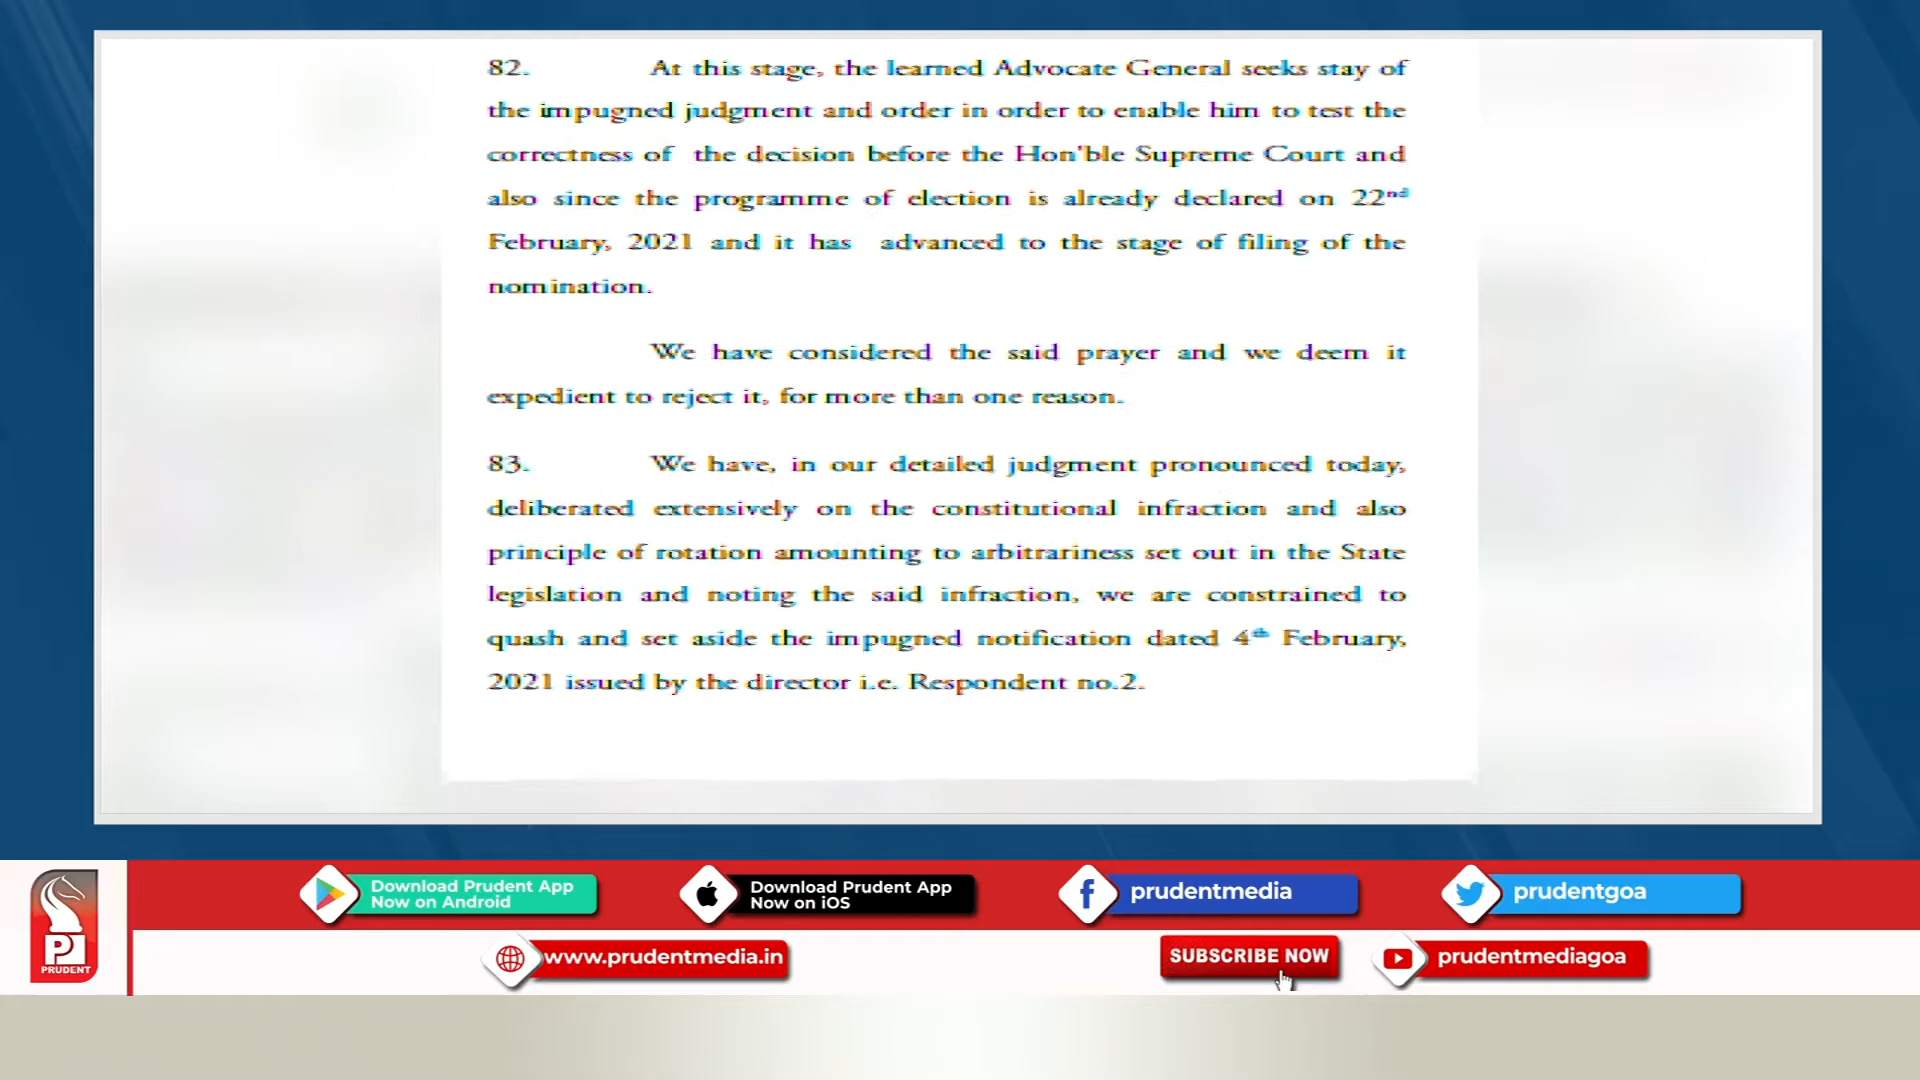 82. At this stage, the learned Advocate General seeks stay of
the impugned judgment and order in order to enable him to test the
correctness of the decision before the Hon'ble Supreme Court and
also since the programme of election is already declared on 22nd
February, 2021 and it has advanced to the stage of filing of the
nomination.
We have considered the said prayer and we deem it
expedient to reject it, for more than one reason.
83. We have, in our detailed judgment pronounced today,
deliberated extensively on the constitutional infraction and also
principle of rotation amounting to arbitrariness set out in the State
legislation and noting the said infraction, we are constrained to
quash and set aside the impugned notification dated 4th February,
2021 issued by the director i.e. Respondent no.2.
PRUDENT
Download Prudent App
Now on Android
Download Prudent App
Now on iOS
prudentmedia
prudentgoa
www.prudentmedia.in
SUBSCRIBE NOW
prudentmediagoa